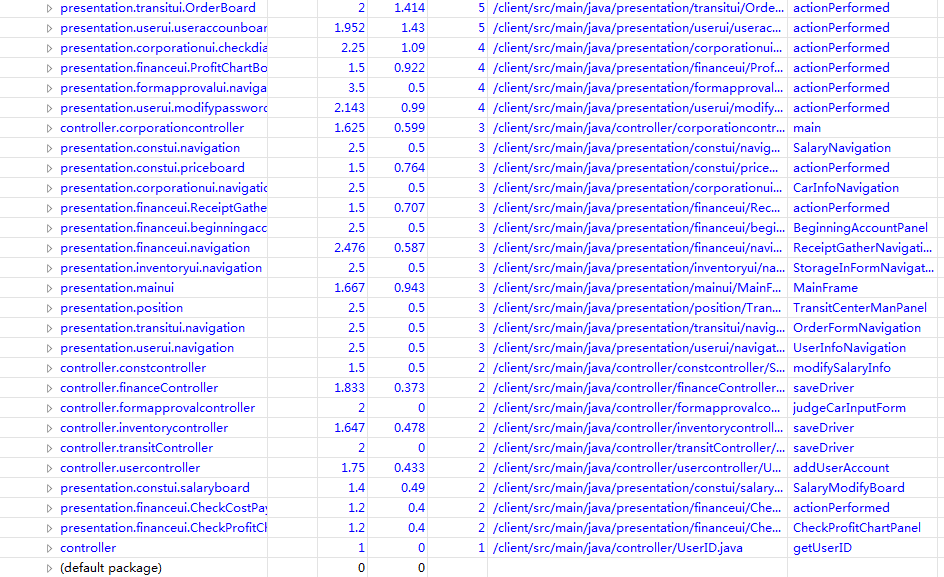 presentation.transitui.OrderBoard 2 1.414 5 /client/src/main/java/presentation/transitui/Orde... actionPerformed
presentation.userui.useraccounboar 1.952 1.43 5 /client/src/main/java/presentation/userui/userac... actionPerformed
presentation.corporationui.checkdia 2.25 1.09 4 /client/src/main/java/presentation/corporationui... actionPerformed
presentation.financeui.ProfitChartBo 1.5 0.922 4 /client/src/main/java/presentation/financeui/Prof... actionPerformed
presentation.formapprovalui.naviga 3.5 0.5 4 /client/src/main/java/presentation/formapproval... actionPerformed
presentation.userui.modifypassword 2.143 0.99 4 /client/src/main/java/presentation/userui/modify... actionPerformed
controller.corporationcontroller 1.625 0.599 3 /client/src/main/java/controller/corporationcontr... main
presentation.constui.navigation 2.5 0.5 3 /client/src/main/java/presentation/constui/navig... SalaryNavigation
presentation.constui.priceboard 1.5 0.764 3 /client/src/main/java/presentation/constui/price... actionPerformed
presentation.corporationui.navigatio 2.5 0.5 3 /client/src/main/java/presentation/corporationui... CarInfoNavigation
presentation.financeui.ReceiptGathe 1.5 0.707 3 /client/src/main/java/presentation/financeui/Rec... actionPerformed
presentation.financeui.beginningacc 2.5 0.5 3 /client/src/main/java/presentation/financeui/begi... BeginningAccountPanel
presentation.financeui.navigation 2.476 0.587 3 /client/src/main/java/presentation/financeui/navi... ReceiptGatherNavigati...
presentation.inventoryui.navigation 2.5 0.5 3 /client/src/main/java/presentation/inventoryui/na... StorageInFormNavigat...
presentation.mainui 1.667 0.943 3 /client/src/main/java/presentation/mainui/MainF... MainFrame
presentation.position 2.5 0.5 3 /client/src/main/java/presentation/position/Tran... TransitCenterManPanel
presentation.transitui.navigation 2.5 0.5 3 /client/src/main/java/presentation/transitui/navig... OrderFormNavigation
presentation.userui.navigation 2.5 0.5 3 /client/src/main/java/presentation/userui/navigat... UserInfoNavigation
controller.constcontroller 1.5 0.5 2 /client/src/main/java/controller/constcontroller/S... modifySalaryInfo
controller.financeController 1.833 0.373 2 /client/src/main/java/controller/financeController... saveDriver
controller.formapprovalcontroller 2 0 2 /client/src/main/java/controller/formapprovalco... judgeCarInputForm
controller.inventorycontroller 1.647 0.478 2 /client/src/main/java/controller/inventorycontroll... saveDriver
controller.transitController 2 0 2 /client/src/main/java/controller/transitController/... saveDriver
controller.usercontroller 1.75 0.433 2 /client/src/main/java/controller/usercontroller/U... addUserAccount
presentation.constui.salaryboard 1.4 0.49 2 /client/src/main/java/presentation/constui/salary... SalaryModifyBoard
presentation.financeui.CheckCostPay 1.2 0.4 2 /client/src/main/java/presentation/financeui/Che... actionPerformed
presentation.financeui.CheckProfitCh 1.2 0.4 2 /client/src/main/java/presentation/financeui/Che... CheckProfitChartPanel
controller 1 0 1 /client/src/main/java/controller/UserID.java getUserID
(default package) 0 0